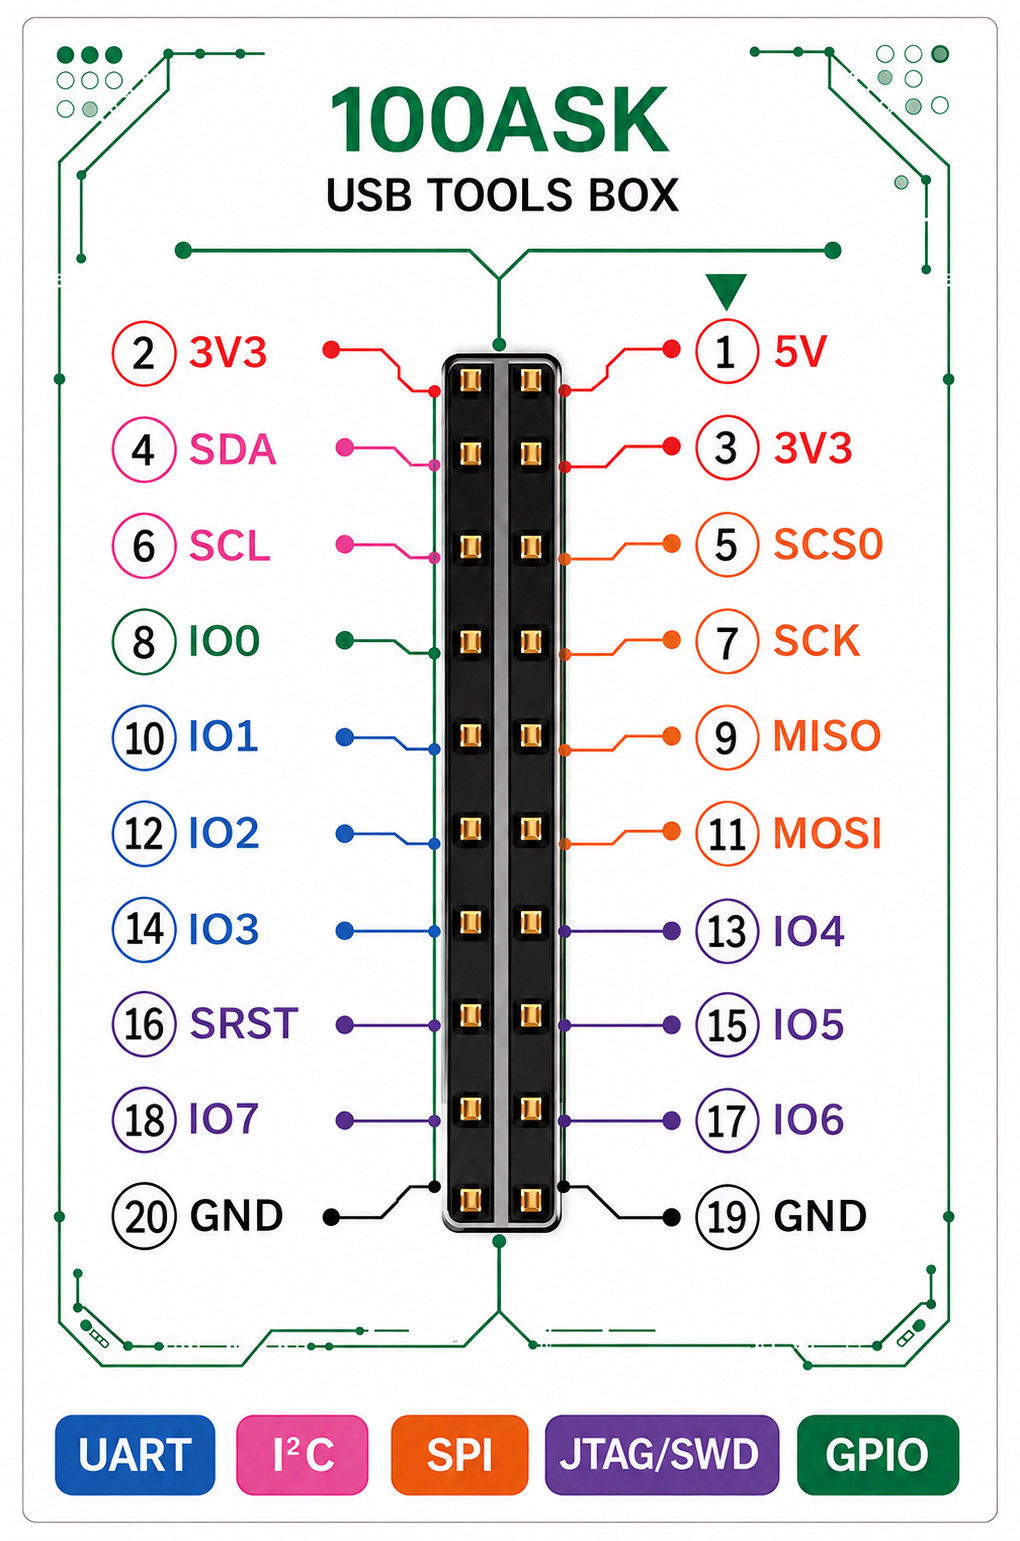 100ASK
USB TOOLS BOX
2 3V3 1 5V
4 SDA 3 3V3
6 SCL 5 SCS0
8 IO0 7 SCK
10 IO1 9 MISO
12 IO2 11 MOSI
14 IO3 13 IO4
16 SRST 15 IO5
18 IO7 17 IO6
20 GND 19 GND
UART I²C SPI JTAG/SWD GPIO